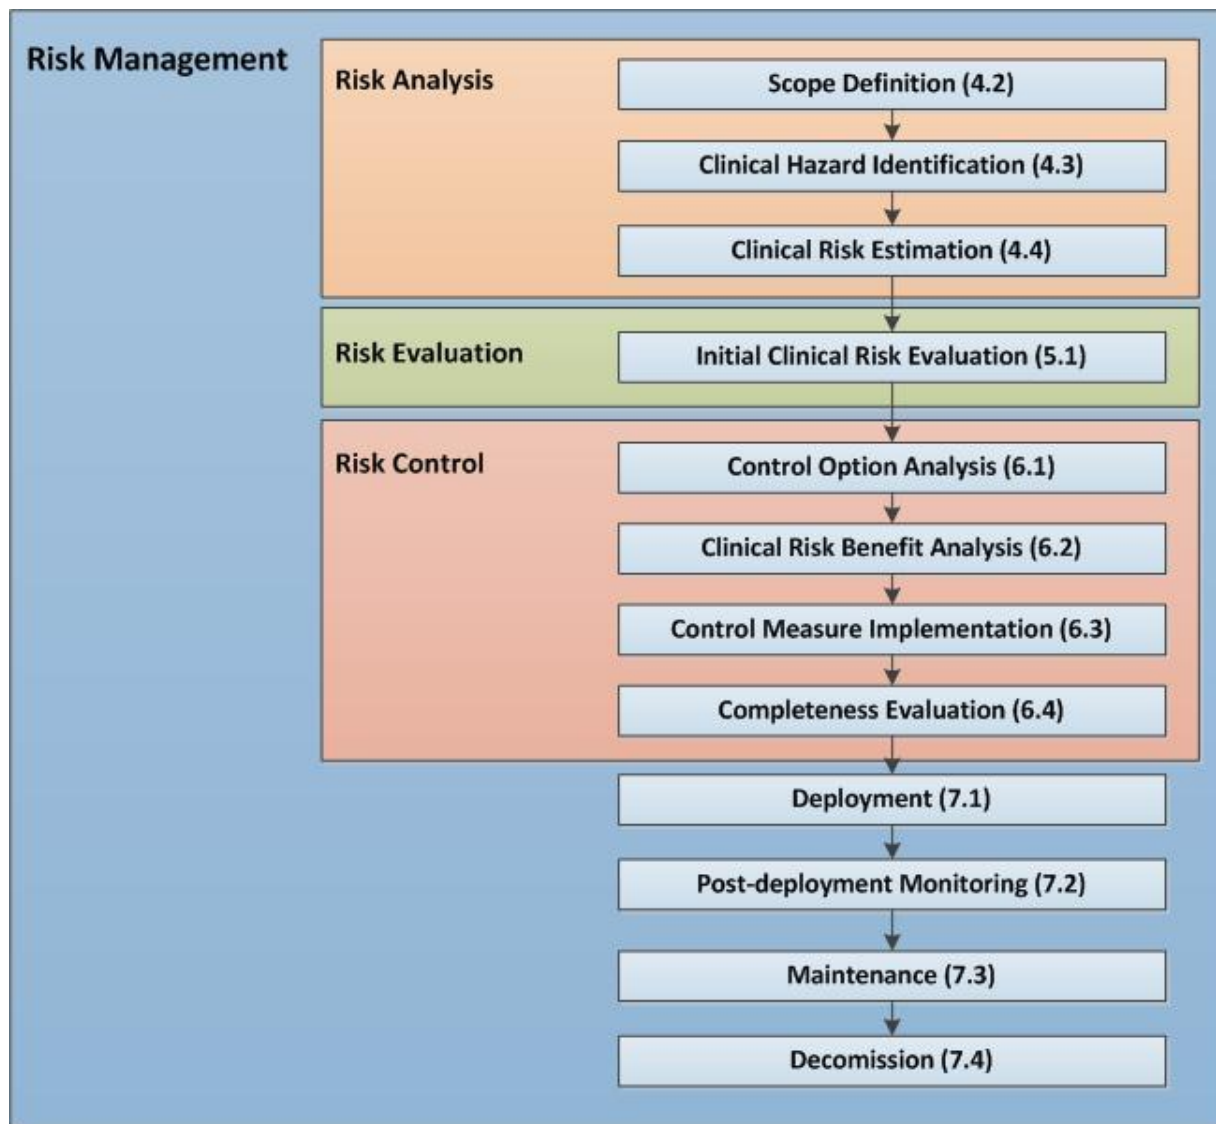 Risk Management
Risk Analysis
Scope Definition (4.2)
Clinical Hazard Identification (4.3)
Clinical Risk Estimation (4.4)
Risk Evaluation
Initial Clinical Risk Evaluation (5.1)
Risk Control
Control Option Analysis (6.1)
Clinical Risk Benefit Analysis (6.2)
Control Measure Implementation (6.3)
Completeness Evaluation (6.4)
Deployment (7.1)
Post-deployment Monitoring (7.2)
Maintenance (7.3)
Decomission (7.4)